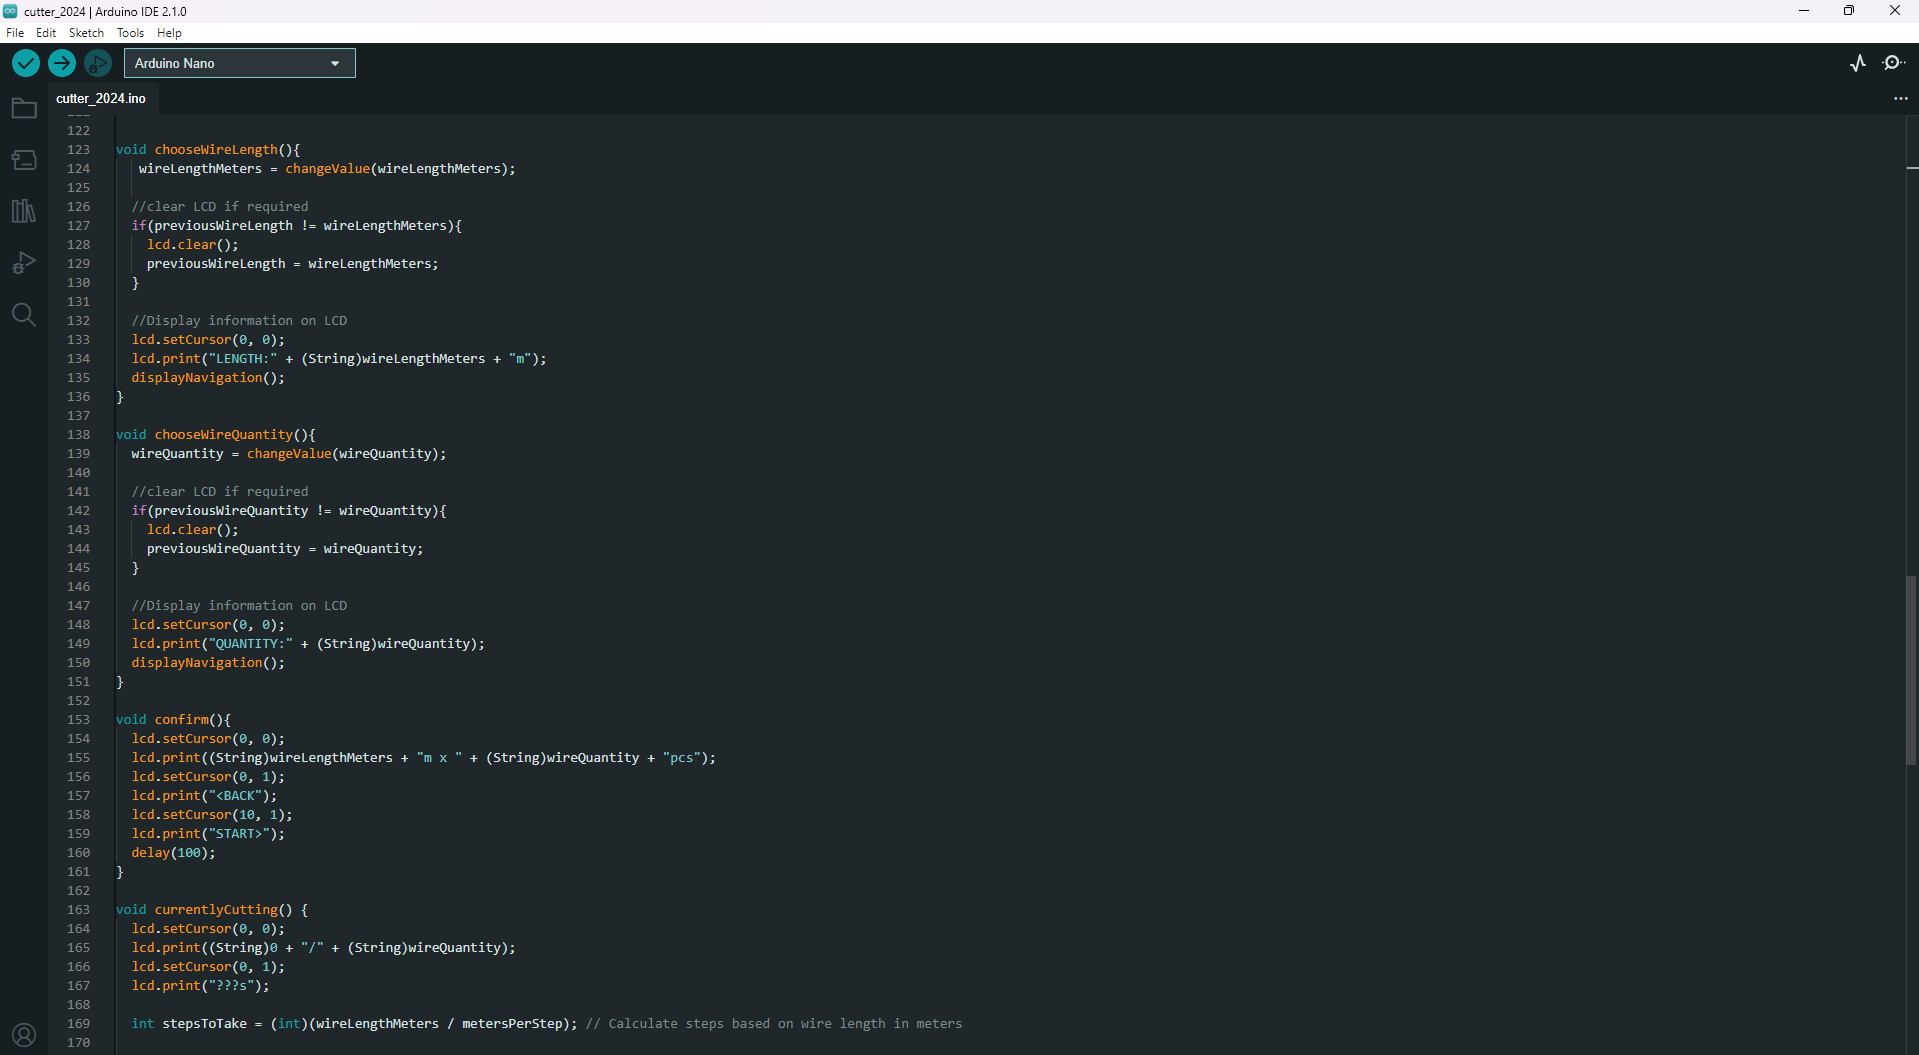 cutter_2024 | Arduino IDE 2.1.0
File Edit Sketch Tools Help
Arduino Nano
cutter_2024.ino
122
123 void chooseWireLength(){
124 wireLengthMeters = changeValue(wireLengthMeters);
125
126 //clear LCD if required
127 if(previousWireLength != wireLengthMeters){
128 lcd.clear();
129 previousWireLength = wireLengthMeters;
130 }
131
132 //Display information on LCD
133 lcd.setCursor(0, 0);
134 lcd.print("LENGTH:" + (String)wireLengthMeters + "m");
135 displayNavigation();
136 }
137
138 void chooseWireQuantity(){
139 wireQuantity = changeValue(wireQuantity);
140
141 //clear LCD if required
142 if(previousWireQuantity != wireQuantity){
143 lcd.clear();
144 previousWireQuantity = wireQuantity;
145 }
146
147 //Display information on LCD
148 lcd.setCursor(0, 0);
149 lcd.print("QUANTITY:" + (String)wireQuantity);
150 displayNavigation();
151 }
152
153 void confirm(){
154 lcd.setCursor(0, 0);
155 lcd.print((String)wireLengthMeters + "m x " + (String)wireQuantity + "pcs");
156 lcd.setCursor(0, 1);
157 lcd.print("<BACK");
158 lcd.setCursor(10, 1);
159 lcd.print("START>");
160 delay(100);
161 }
162
163 void currentlyCutting() {
164 lcd.setCursor(0, 0);
165 lcd.print((String)0 + "/" + (String)wireQuantity);
166 lcd.setCursor(0, 1);
167 lcd.print("???s");
168
169 int stepsToTake = (int)(wireLengthMeters / metersPerStep); // Calculate steps based on wire length in meters
170